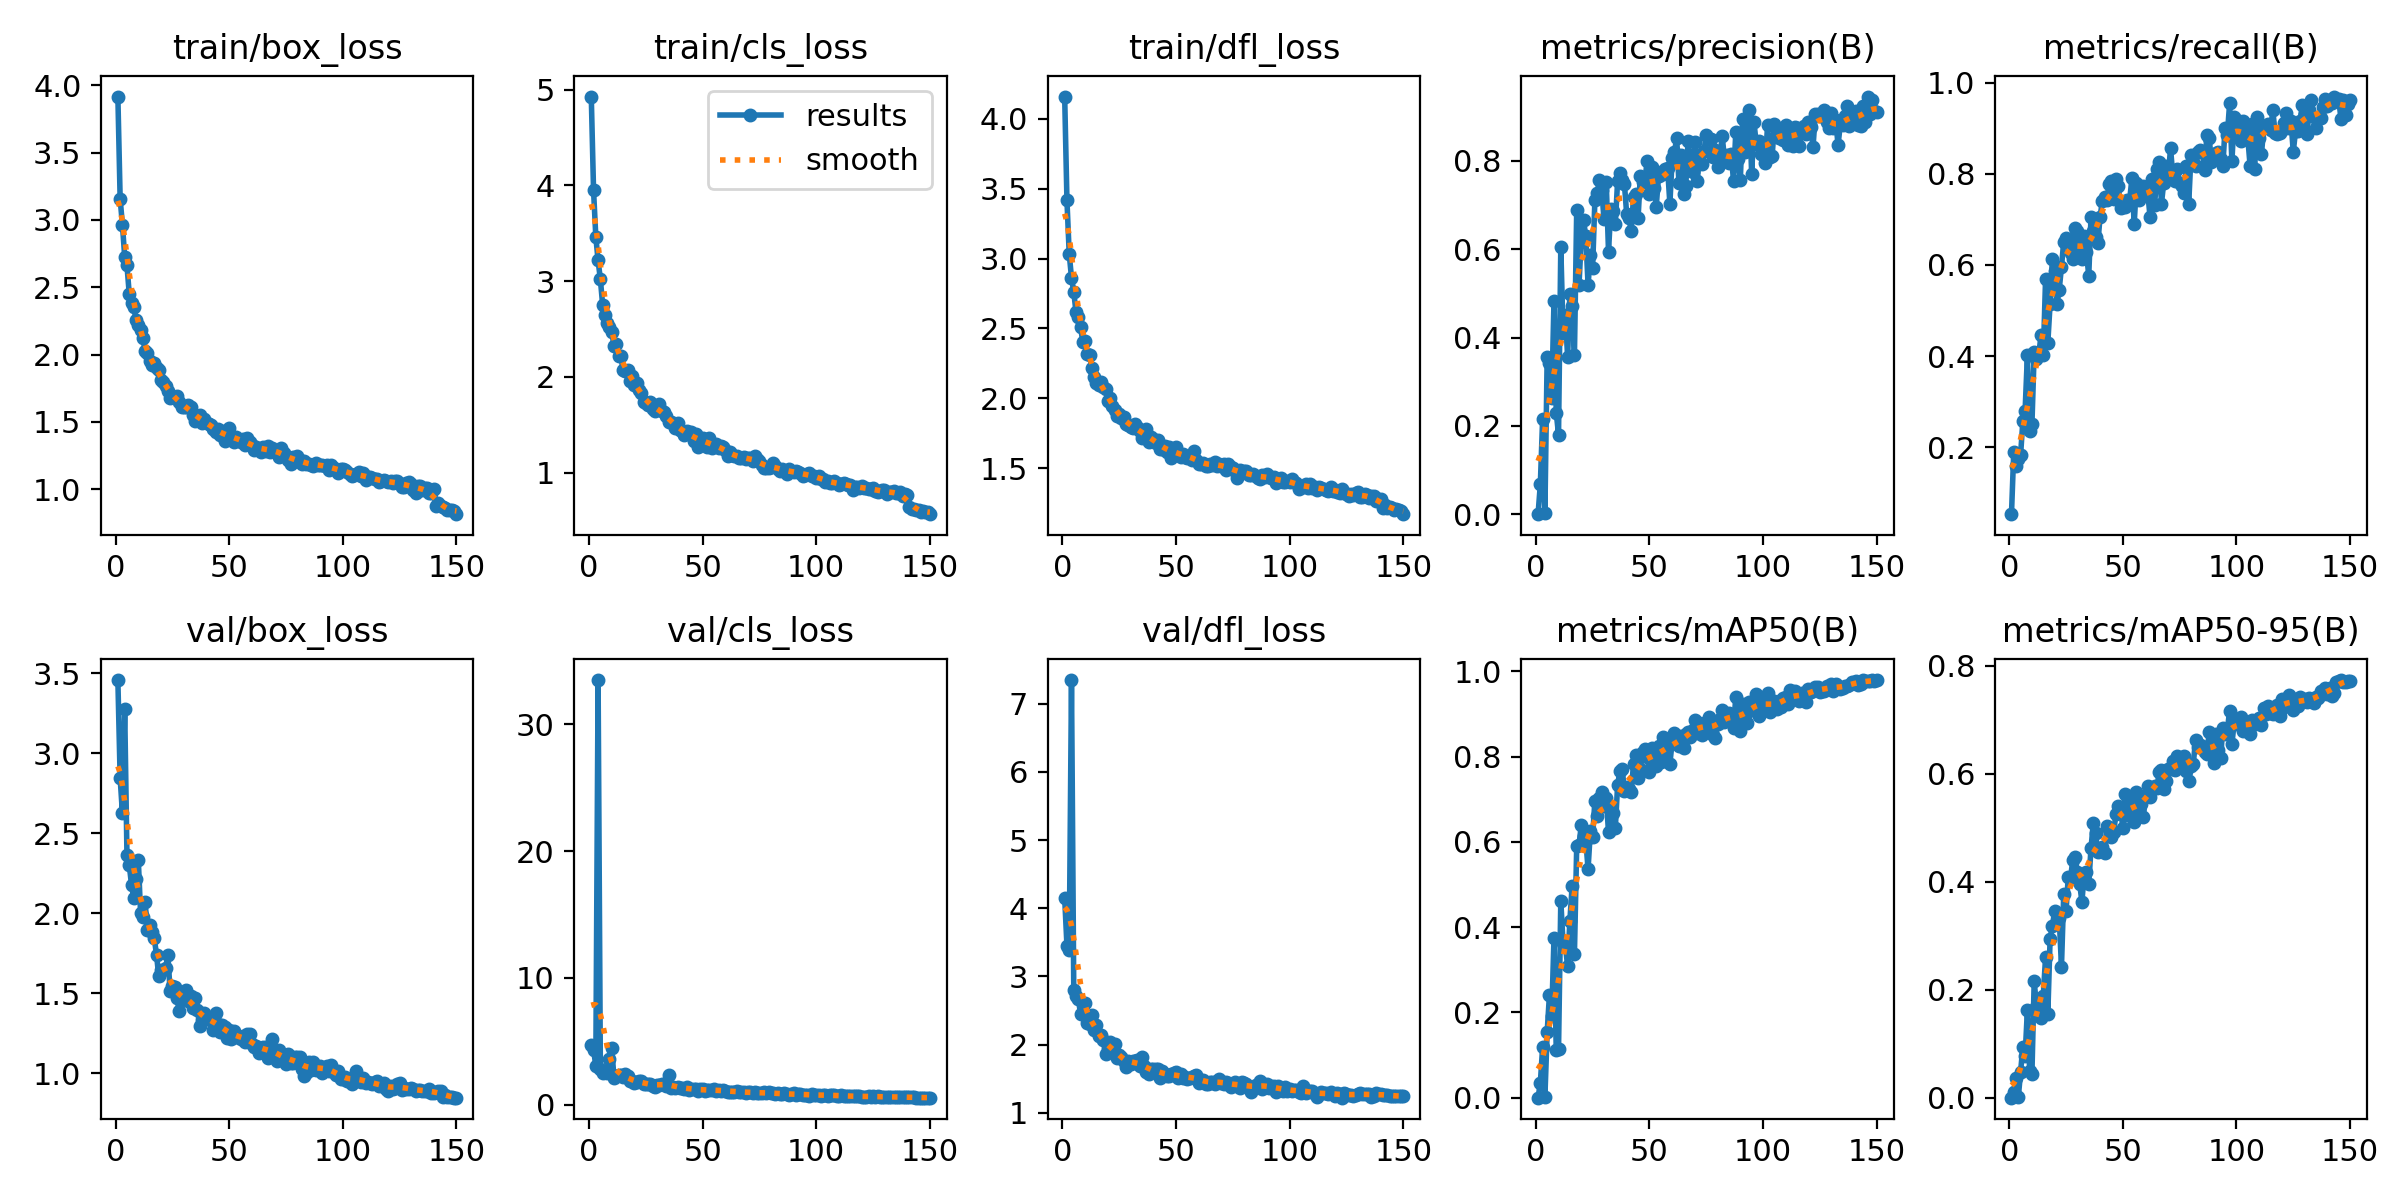 train/box_loss
4.0
3.5
3.0
2.5
2.0
1.5
1.0
0 50 100 150
train/cls_loss
results
smooth
5
4
3
2
1
0 50 100 150
train/dfl_loss
4.0
3.5
3.0
2.5
2.0
1.5
0 50 100 150
metrics/precision(B)
0.8
0.6
0.4
0.2
0.0
0 50 100 150
metrics/recall(B)
1.0
0.8
0.6
0.4
0.2
0 50 100 150
val/box_loss
3.5
3.0
2.5
2.0
1.5
1.0
0 50 100 150
val/cls_loss
30
20
10
0
0 50 100 150
val/dfl_loss
7
6
5
4
3
2
1
0 50 100 150
metrics/mAP50(B)
1.0
0.8
0.6
0.4
0.2
0.0
0 50 100 150
metrics/mAP50-95(B)
0.8
0.6
0.4
0.2
0.0
0 50 100 150